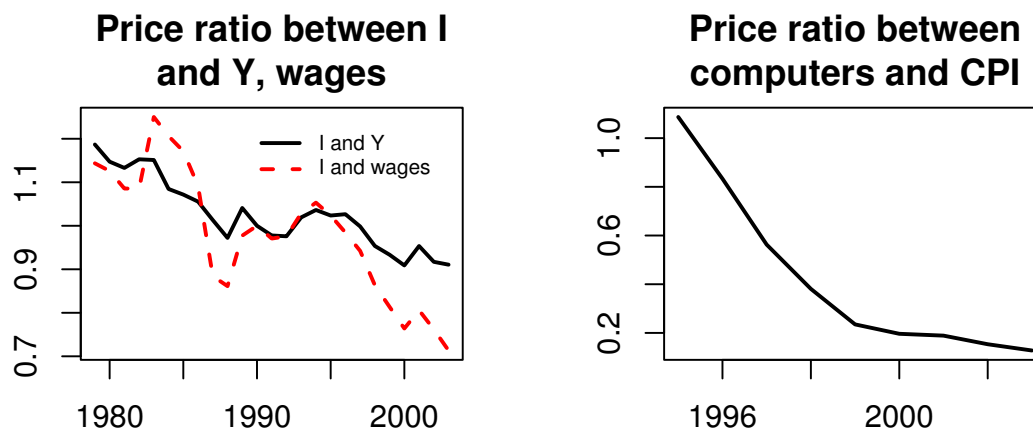 Price ratio between I
and Y, wages
I and Y
I and wages
1.1
0.9
0.7
1980 1990 2000
Price ratio between
computers and CPI
1.0
0.6
0.2
1996 2000